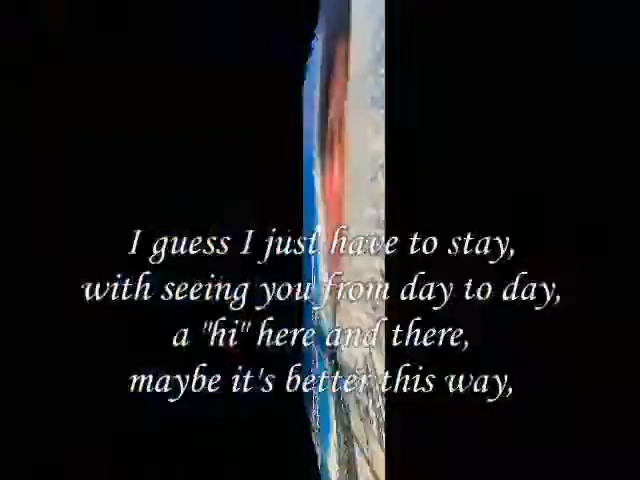 I guess I just have to stay,
with seeing you from day to day,
a "hi" here and there,
maybe it's better this way,